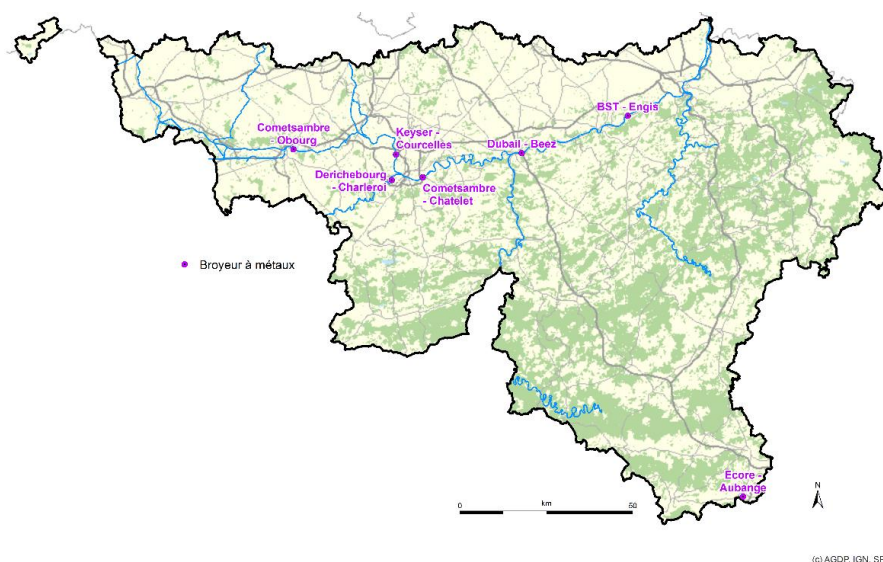 BST - Engis
Cometsambre
- Obourg
Keyser -
Courcelles
Dubail - Beez
Derichebourg
- Charleroi
Cometsambre
- Chatelet
Broyeur à métaux
Ecore -
Aubange
N
km
0
50
(c) AGDP, IGN, SP